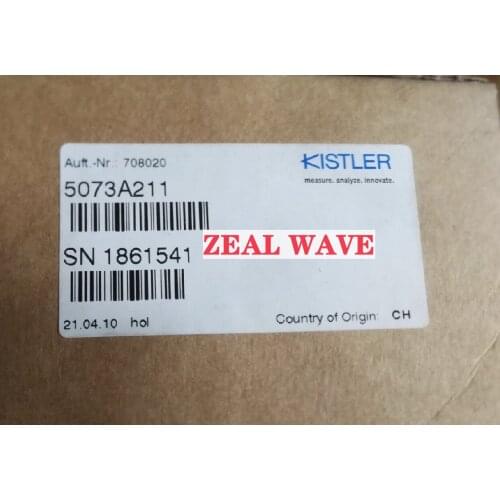 Auft.-Nr.: 708020
KISTLER
measure. analyze. innovate.
5073A211
SN 1861541
ZEAL WAVE
21.04.10 hol
Country of Origin: CH